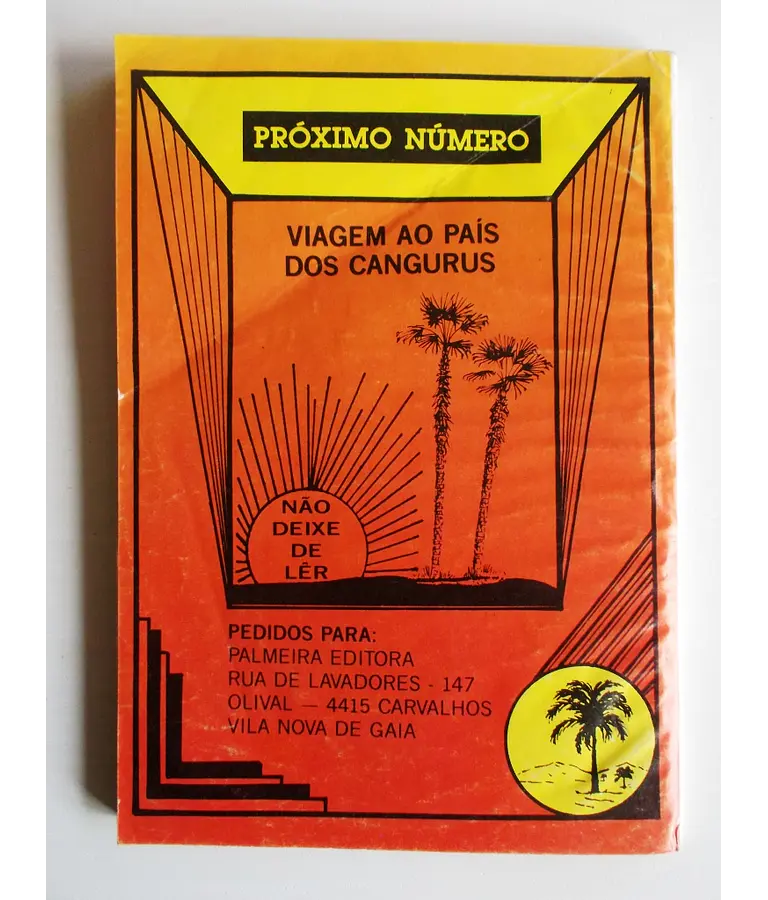 PRÓXIMO NÚMERO
VIAGEM AO PAÍS
DOS CANGURUS
NÃO
DEIXE
DE
LÊR
PEDIDOS PARA:
PALMEIRA EDITORA
RUA DE LAVADORES - 147
OLIVAL — 4415 CARVALHOS
VILA NOVA DE GAIA